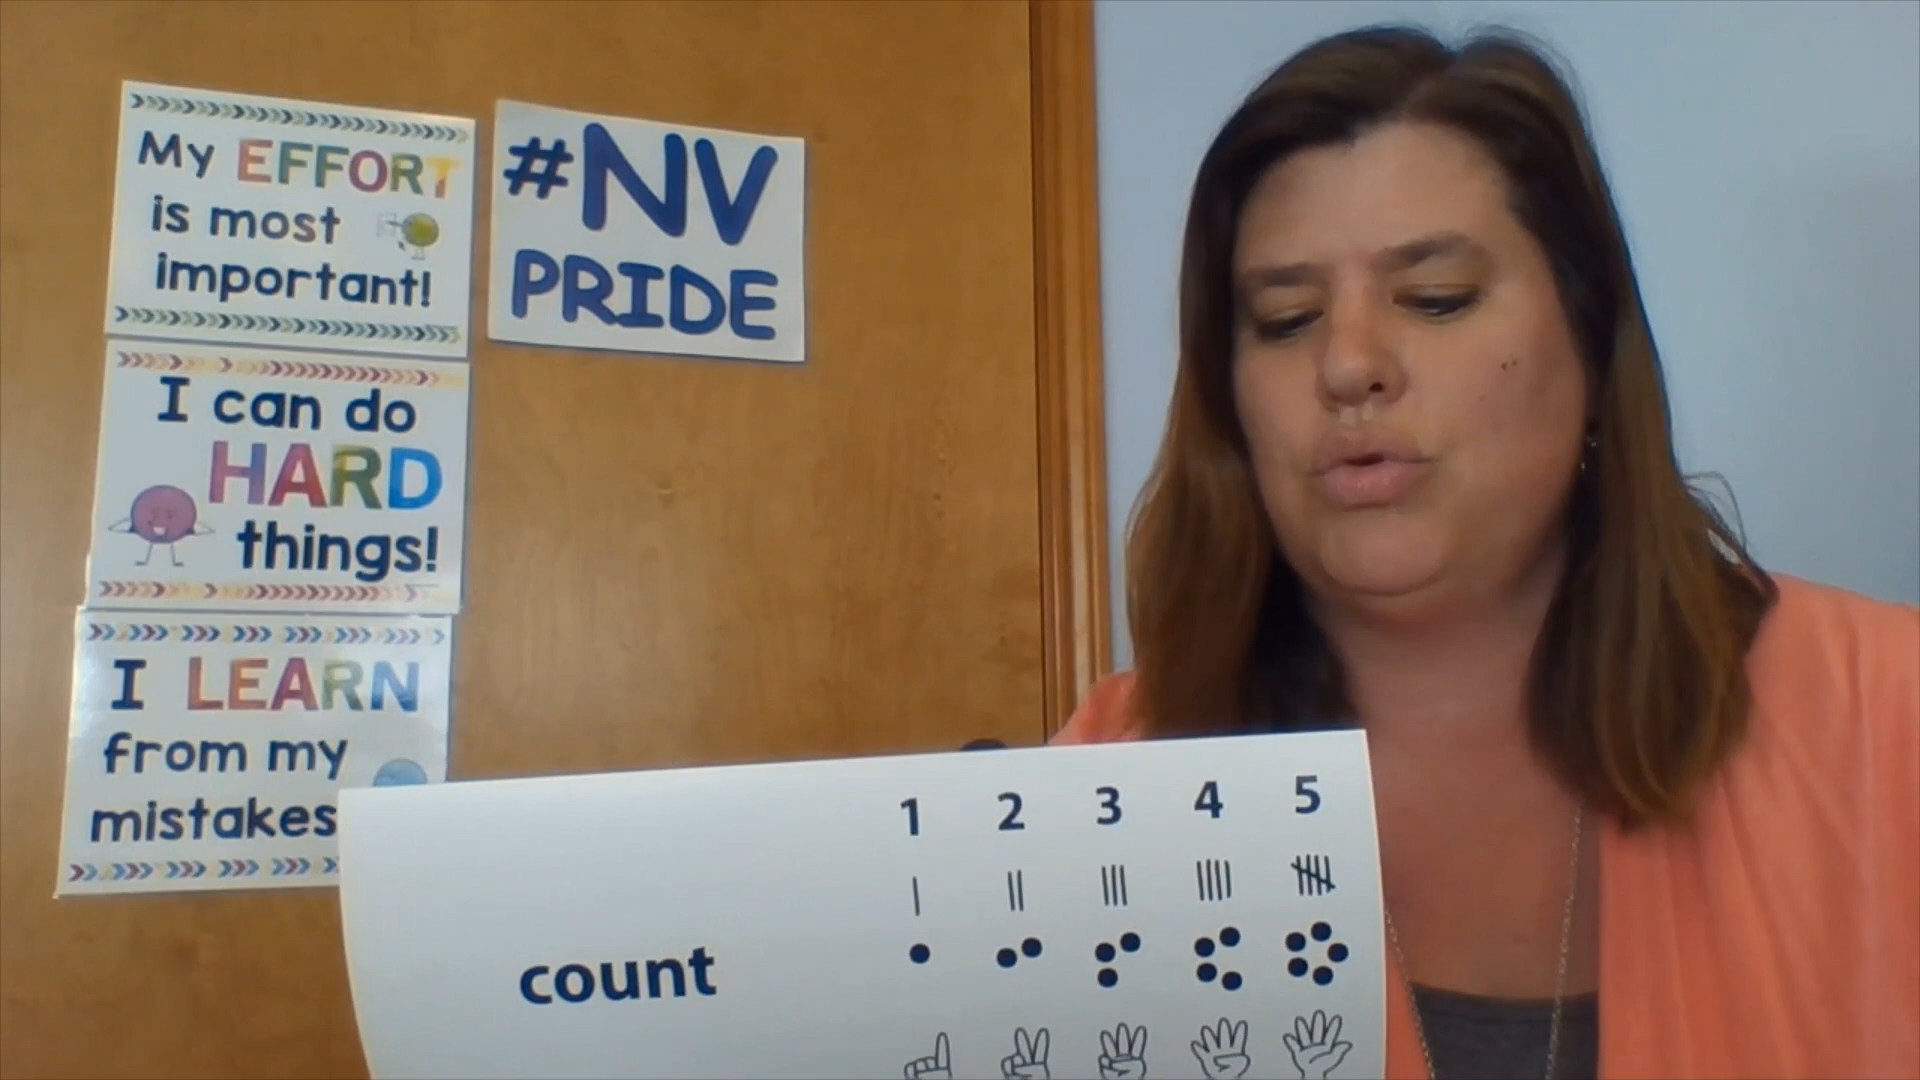 My EFFORT
is most
important!
#NV
PRIDE
I can do
HARD
things!
I LEARN
from my
mistakes
1 2 3 4 5
count